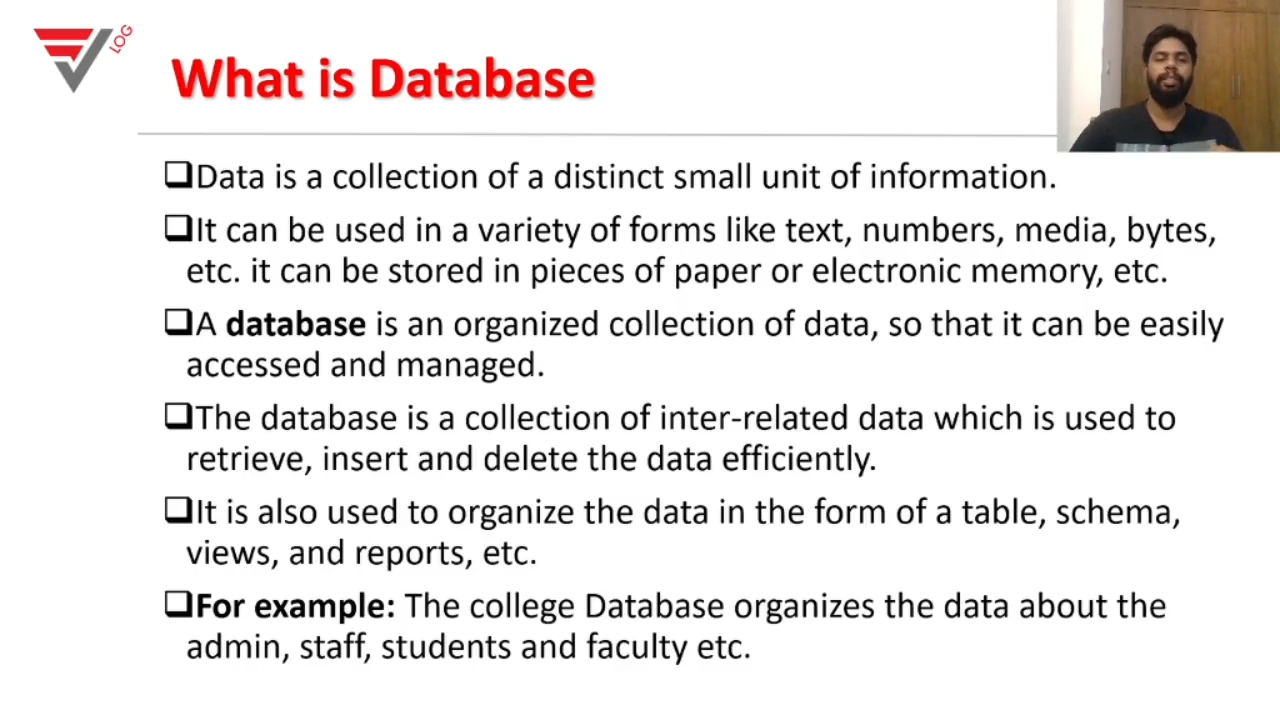 LOG
What is Database
❑Data is a collection of a distinct small unit of information.
❑It can be used in a variety of forms like text, numbers, media, bytes,
etc. it can be stored in pieces of paper or electronic memory, etc.
❑A database is an organized collection of data, so that it can be easily
accessed and managed.
❑The database is a collection of inter-related data which is used to
retrieve, insert and delete the data efficiently.
❑It is also used to organize the data in the form of a table, schema,
views, and reports, etc.
❑For example: The college Database organizes the data about the
admin, staff, students and faculty etc.